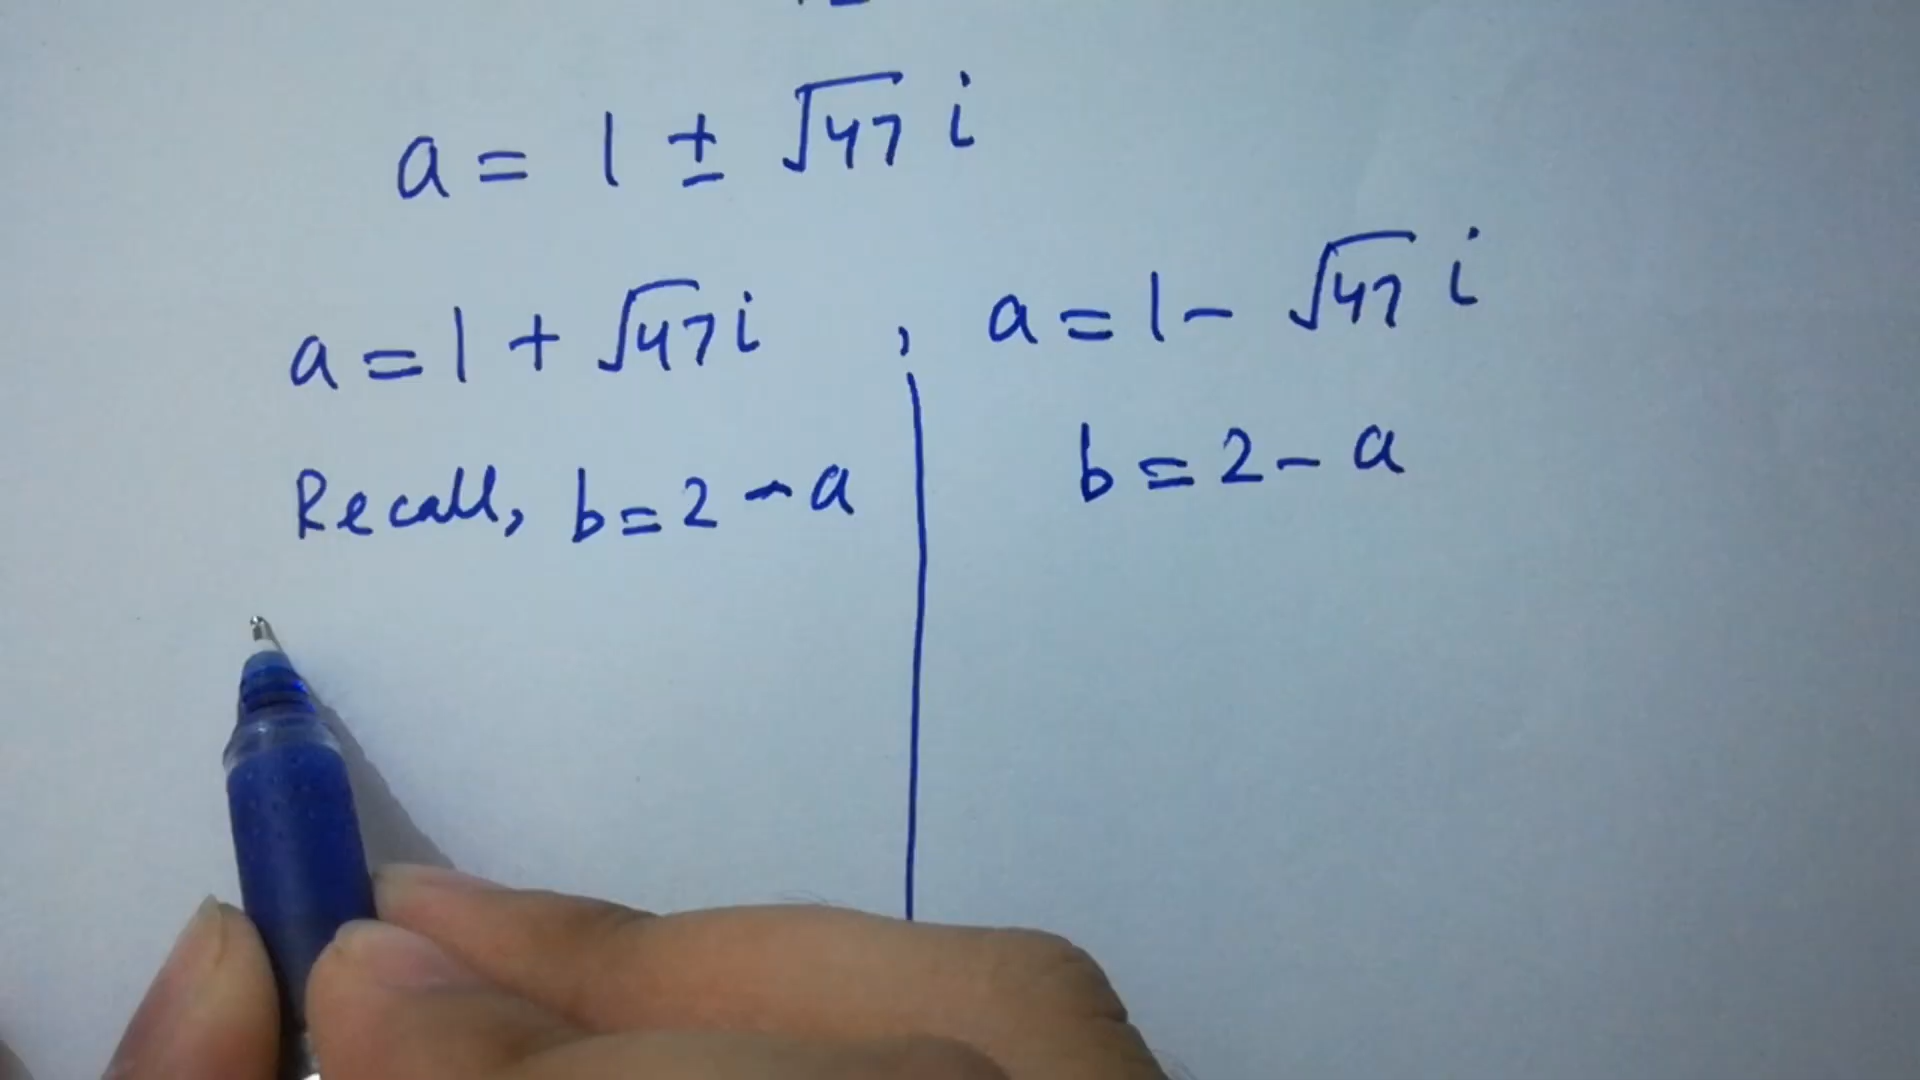 a = 1 ± √47 i
a = 1 + √47 i , a = 1 - √47 i
Recall, b = 2 - a
b = 2 - a